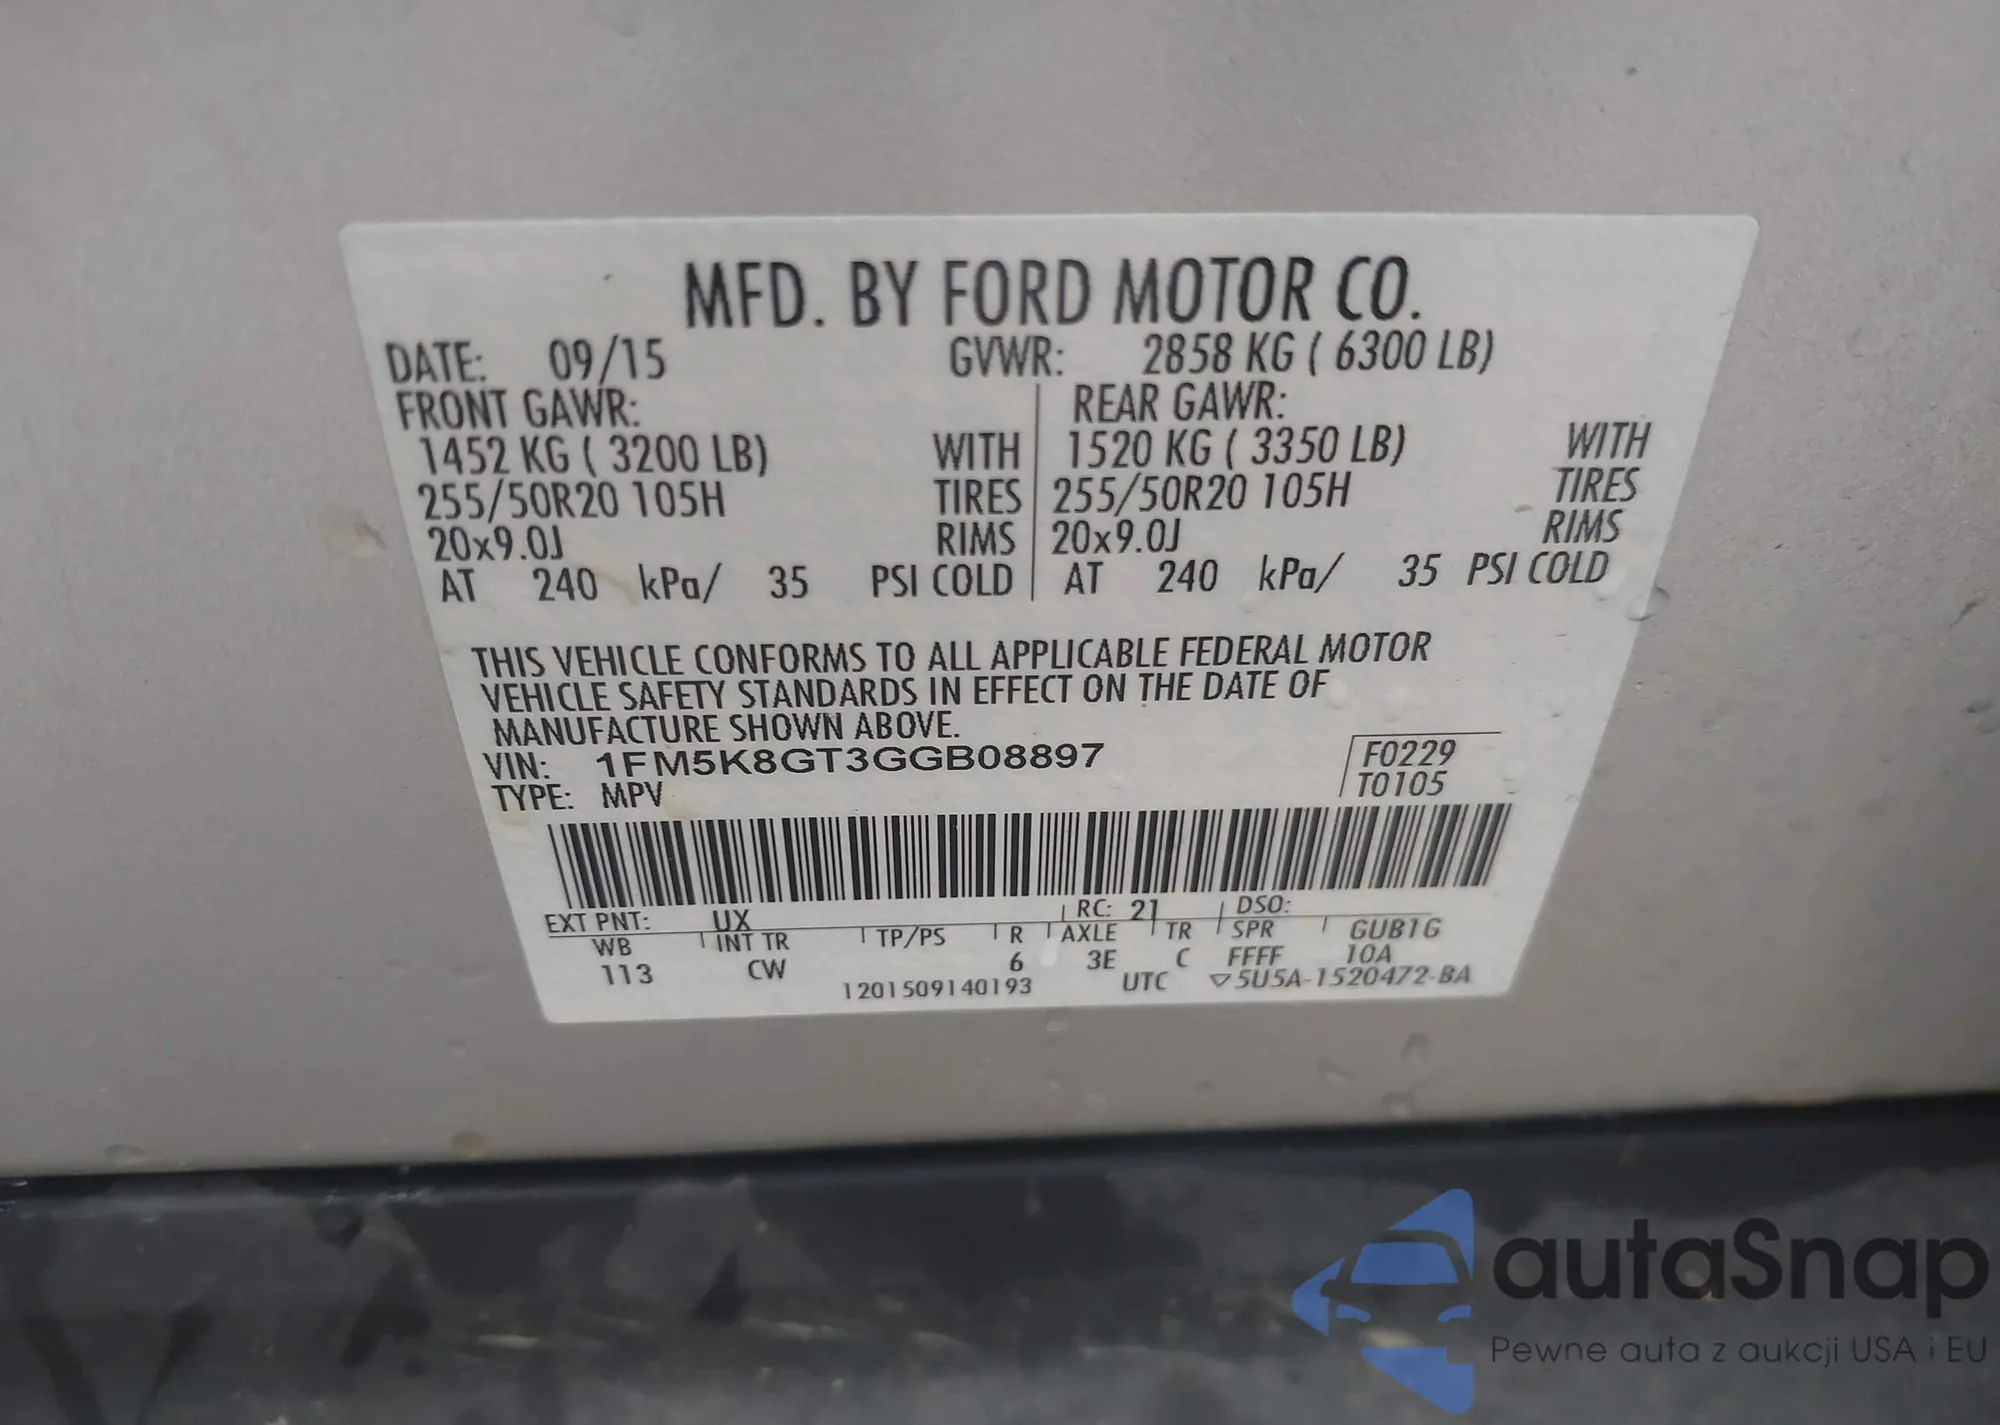 MFD. BY FORD MOTOR CO.
DATE: 09/15 GVWR: 2858 KG ( 6300 LB)
FRONT GAWR: REAR GAWR:
1452 KG ( 3200 LB) WITH 1520 KG ( 3350 LB) WITH
255/50R20 105H TIRES 255/50R20 105H TIRES
20x9.0J RIMS 20x9.0J RIMS
AT 240 kPa/ 35 PSI COLD AT 240 kPa/ 35 PSI COLD
THIS VEHICLE CONFORMS TO ALL APPLICABLE FEDERAL MOTOR
VEHICLE SAFETY STANDARDS IN EFFECT ON THE DATE OF
MANUFACTURE SHOWN ABOVE.
VIN: 1FM5K8GT3GGB08897 F0229
TYPE: MPV T0105
EXT PNT: UX RC: 21 DSO:
WB INT TR TP/PS R AXLE TR SPR GUB1G
113 CW 6 3E C FFFF 10A
1201509140193 UTC ▽5U5A-1520472-BA
autaSnap
Pewne auta z aukcji USA i EU